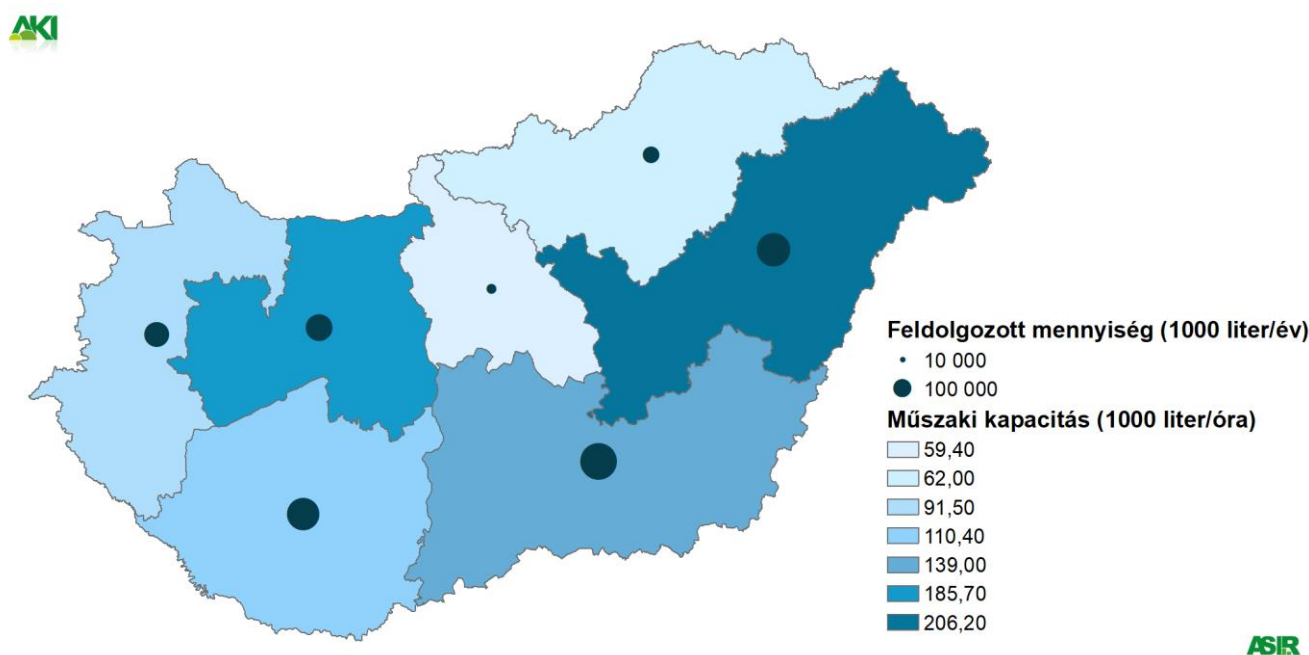 AKI
Feldolgozott mennyiség (1000 liter/év)
10 000
100 000
Műszaki kapacitás (1000 liter/óra)
59,40
62,00
91,50
110,40
139,00
185,70
206,20
ASIR